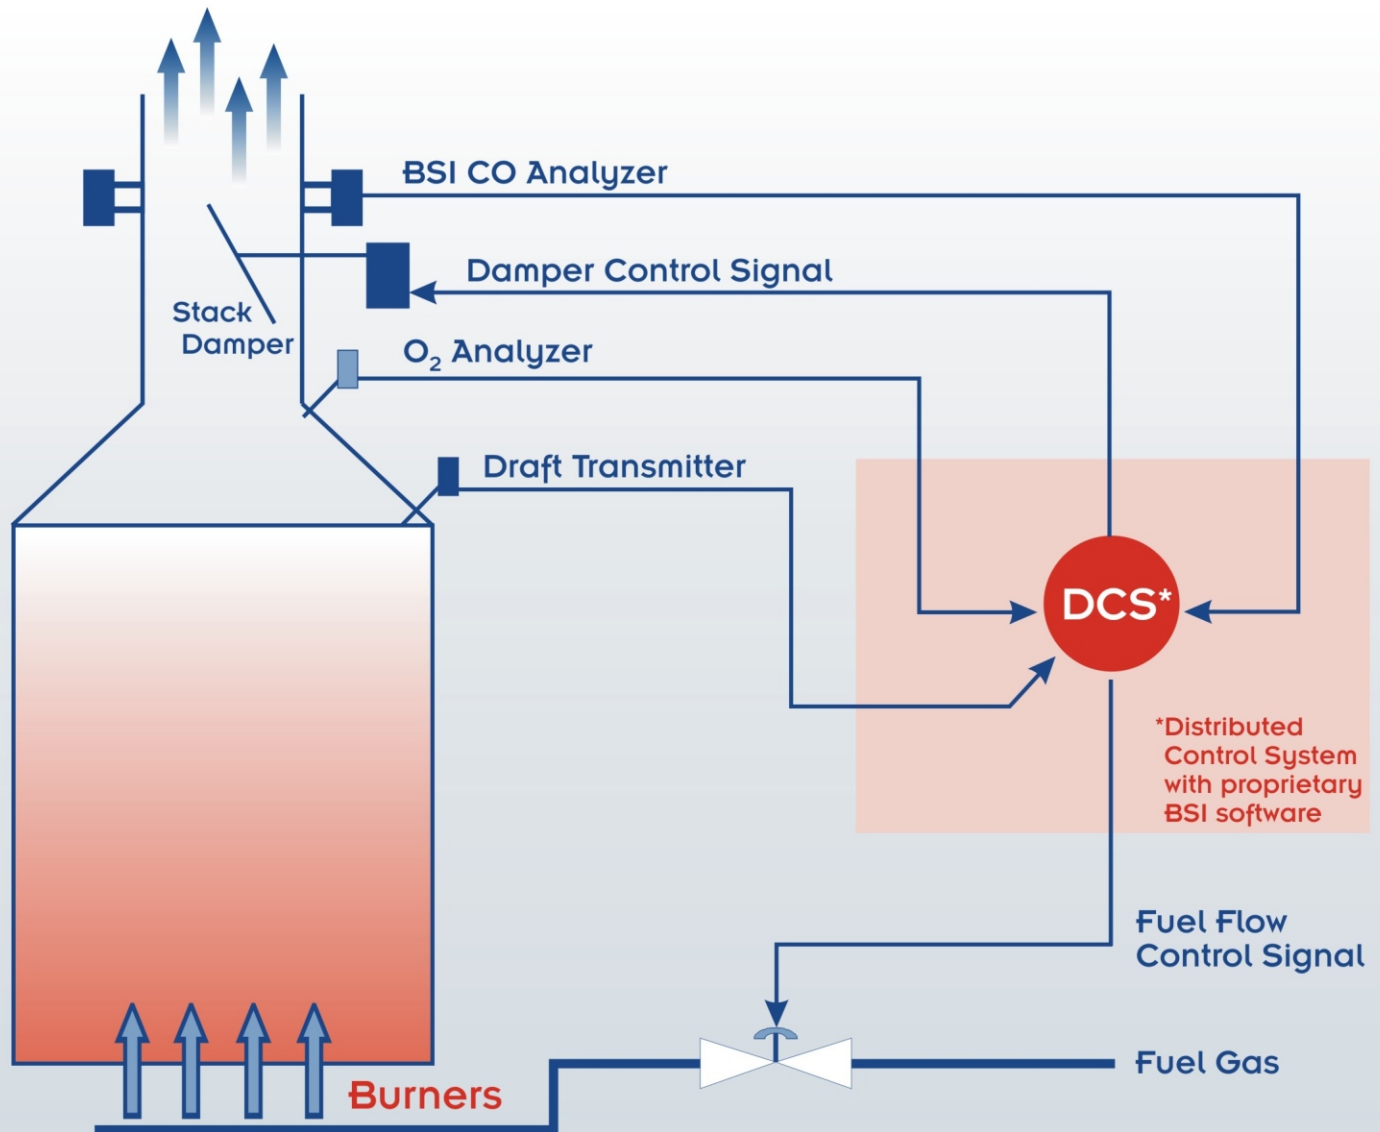 BSI CO Analyzer
Damper Control Signal
Stack
Damper
O₂ Analyzer
Draft Transmitter
DCS*
*Distributed
Control System
with proprietary
BSI software
Fuel Flow
Control Signal
Fuel Gas
Burners